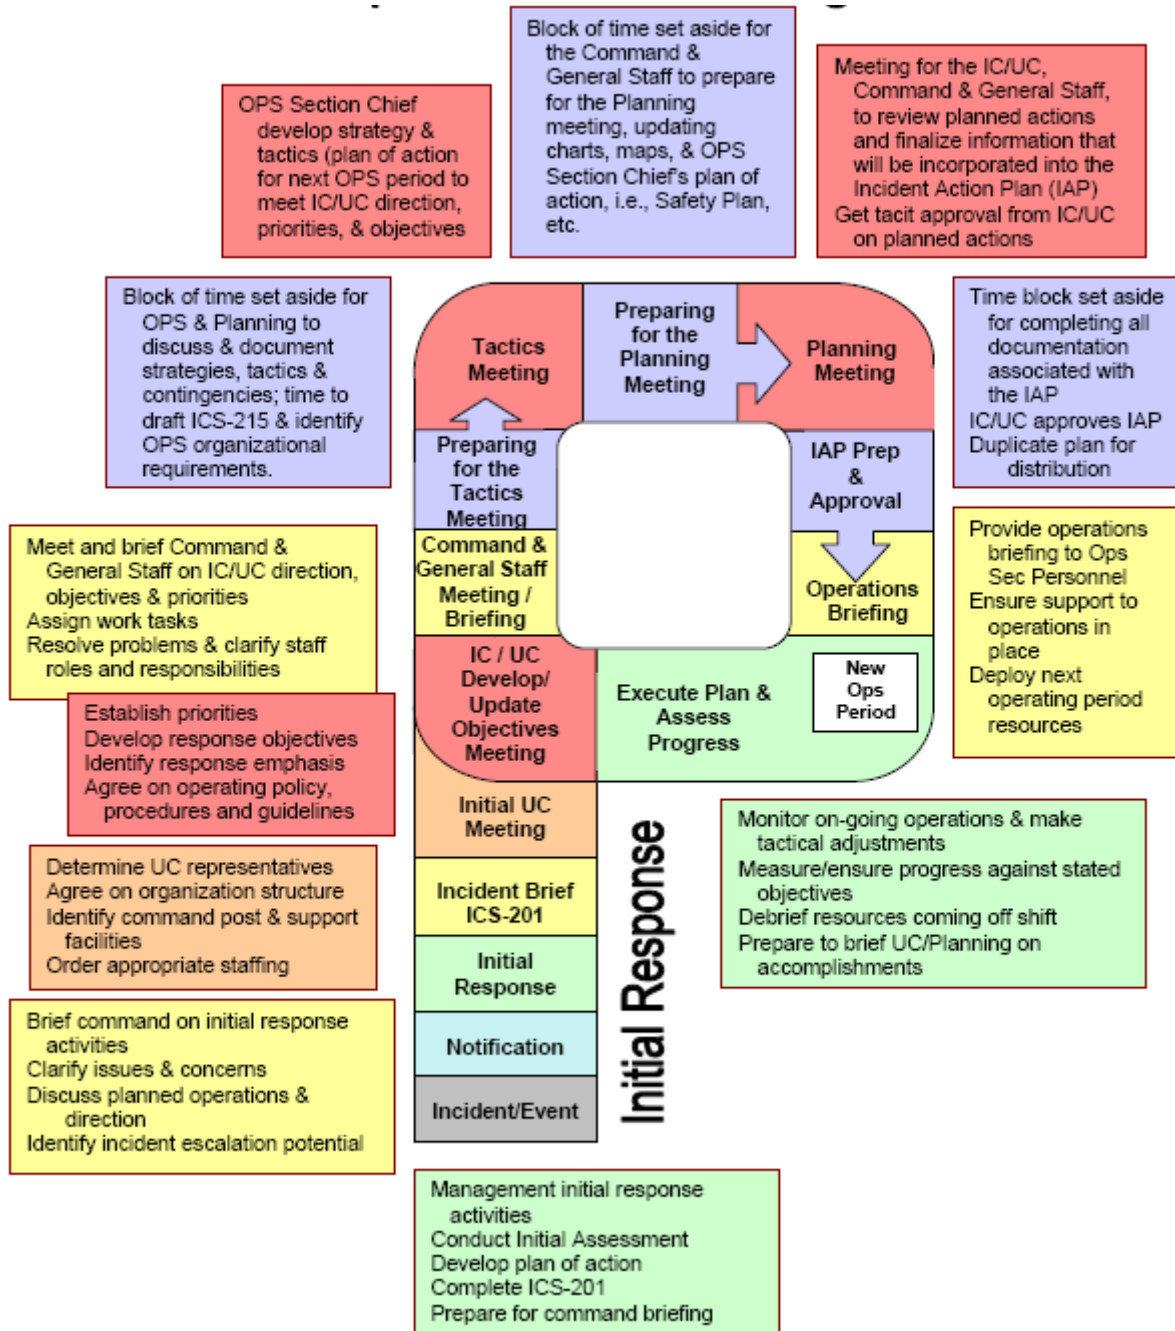 Block of time set aside for
the Command &
General Staff to prepare
for the Planning
meeting, updating
charts, maps, & OPS
Section Chief's plan of
action, i.e., Safety Plan,
etc.
Meeting for the IC/UC,
Command & General Staff,
to review planned actions
and finalize information that
will be incorporated into the
Incident Action Plan (IAP)
Get tacit approval from IC/UC
on planned actions
OPS Section Chief
develop strategy &
tactics (plan of action
for next OPS period to
meet IC/UC direction,
priorities, & objectives
Block of time set aside for
OPS & Planning to
discuss & document
strategies, tactics &
contingencies; time to
draft ICS-215 & identify
OPS organizational
requirements.
Tactics
Meeting
Preparing
for the
Planning
Meeting
Planning
Meeting
Time block set aside
for completing all
documentation
associated with
the IAP
IC/UC approves IAP
Duplicate plan for
distribution
Preparing
for the
Tactics
Meeting
IAP Prep
&
Approval
Meet and brief Command &
General Staff on IC/UC direction,
objectives & priorities
Assign work tasks
Resolve problems & clarify staff
roles and responsibilities
Command &
General Staff
Meeting /
Briefing
Operations
Briefing
Provide operations
briefing to Ops
Sec Personnel
Ensure support to
operations in
place
Deploy next
operating period
resources
Establish priorities
Develop response objectives
Identify response emphasis
Agree on operating policy,
procedures and guidelines
IC / UC
Develop/
Update
Objectives
Meeting
Execute Plan &
Assess
Progress
New
Ops
Period
Initial UC
Meeting
Determine UC representatives
Agree on organization structure
Identify command post & support
facilities
Order appropriate staffing
Incident Brief
ICS-201
Initial
Response
Notification
Incident/Event
Initial Response
Monitor on-going operations & make
tactical adjustments
Measure/ensure progress against stated
objectives
Debrief resources coming off shift
Prepare to brief UC/Planning on
accomplishments
Brief command on initial response
activities
Clarify issues & concerns
Discuss planned operations &
direction
Identify incident escalation potential
Management initial response
activities
Conduct Initial Assessment
Develop plan of action
Complete ICS-201
Prepare for command briefing